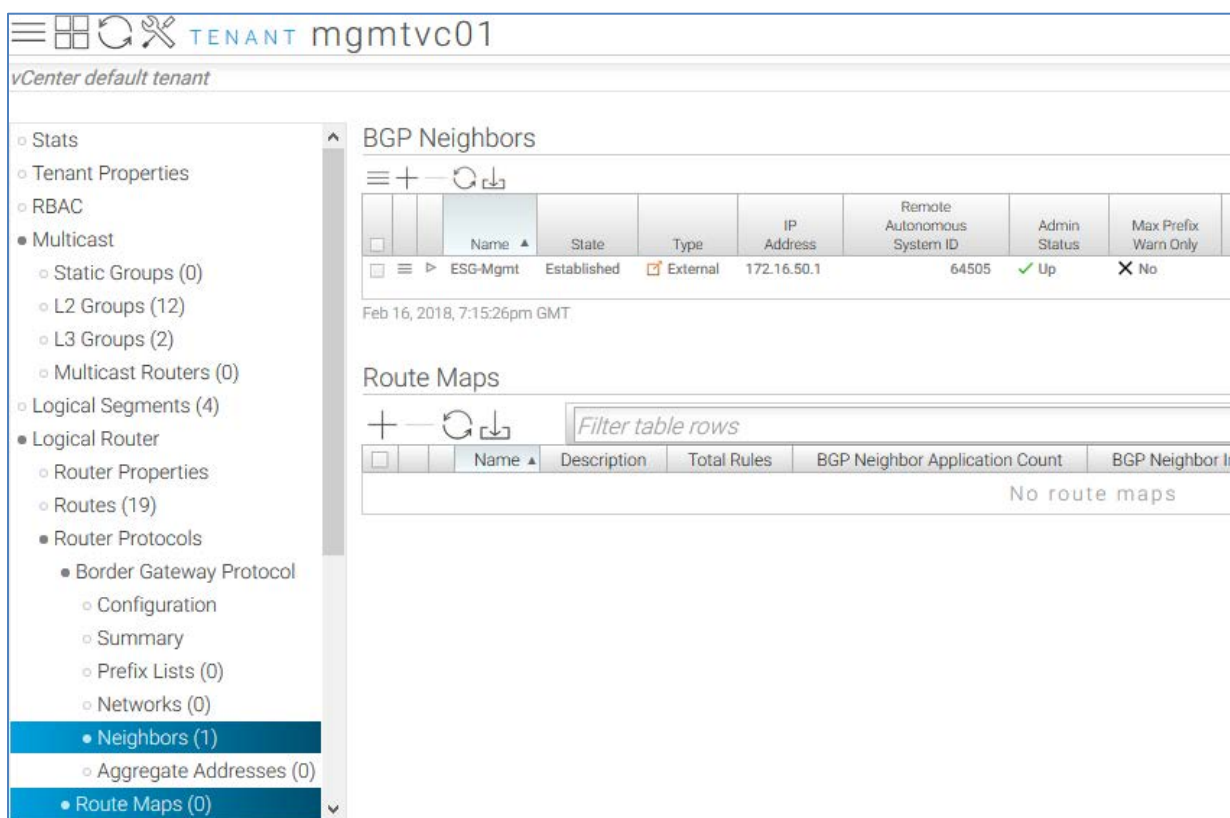 TENANT mgmtvc01
vCenter default tenant
Stats
Tenant Properties
RBAC
Multicast
Static Groups (0)
L2 Groups (12)
L3 Groups (2)
Multicast Routers (0)
Logical Segments (4)
Logical Router
Router Properties
Routes (19)
Router Protocols
Border Gateway Protocol
Configuration
Summary
Prefix Lists (0)
Networks (0)
Neighbors (1)
Aggregate Addresses (0)
Route Maps (0)
BGP Neighbors
Name State Type IP Address Remote Autonomous System ID Admin Status Max Prefix Warn Only
ESG-Mgmt Established External 172.16.50.1 64505 Up No
Feb 16, 2018, 7:15:26pm GMT
Route Maps
Filter table rows
Name Description Total Rules BGP Neighbor Application Count BGP Neighbor
No route maps